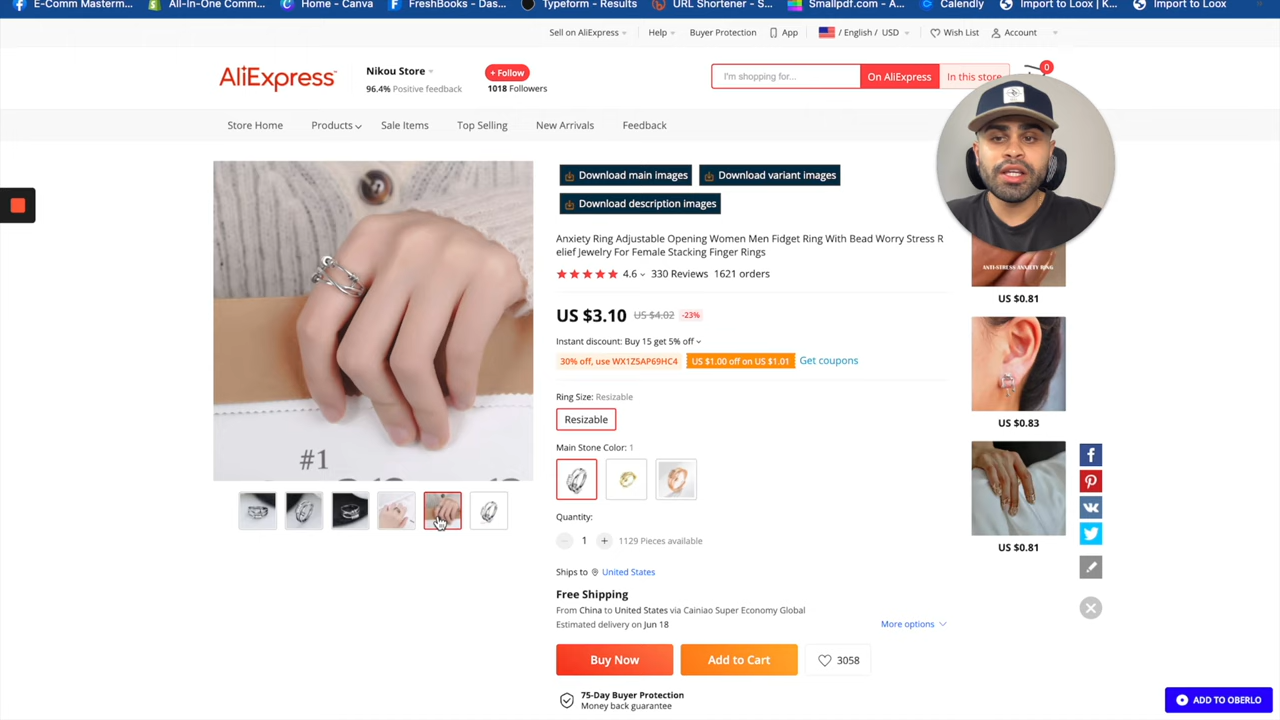 E-Comm Masterm...
All-In-One Comm...
Home - Canva
FreshBooks - Das...
Typeform - Results
URL Shortener - S...
Smallpdf.com - A...
Calendly
Import to Loox | K...
Import to Loox
Sell on AliExpress
Help
Buyer Protection
App
/ English / USD
Wish List
Account
AliExpress
Nikou Store
96.4% Positive feedback
+ Follow
1018 Followers
I'm shopping for...
On AliExpress
In this store
0
Store Home
Products
Sale Items
Top Selling
New Arrivals
Feedback
#1
Download main images
Download variant images
Download description images
Anxiety Ring Adjustable Opening Women Men Fidget Ring With Bead Worry Stress R
elief Jewelry For Female Stacking Finger Rings
4.6
330 Reviews
1621 orders
US $3.10
US $4.02
-23%
Instant discount: Buy 15 get 5% off
30% off, use WX1Z5AP69HC4
US $1.00 off on US $1.01
Get coupons
Ring Size: Resizable
Resizable
Main Stone Color: 1
Quantity:
1
1129 Pieces available
Ships to
United States
Free Shipping
From China to United States via Cainiao Super Economy Global
Estimated delivery on Jun 18
More options
Buy Now
Add to Cart
3058
75-Day Buyer Protection
Money back guarantee
ANTI-STRESS ANXIETY RING
US $0.81
US $0.83
US $0.81
ADD TO OBERLO